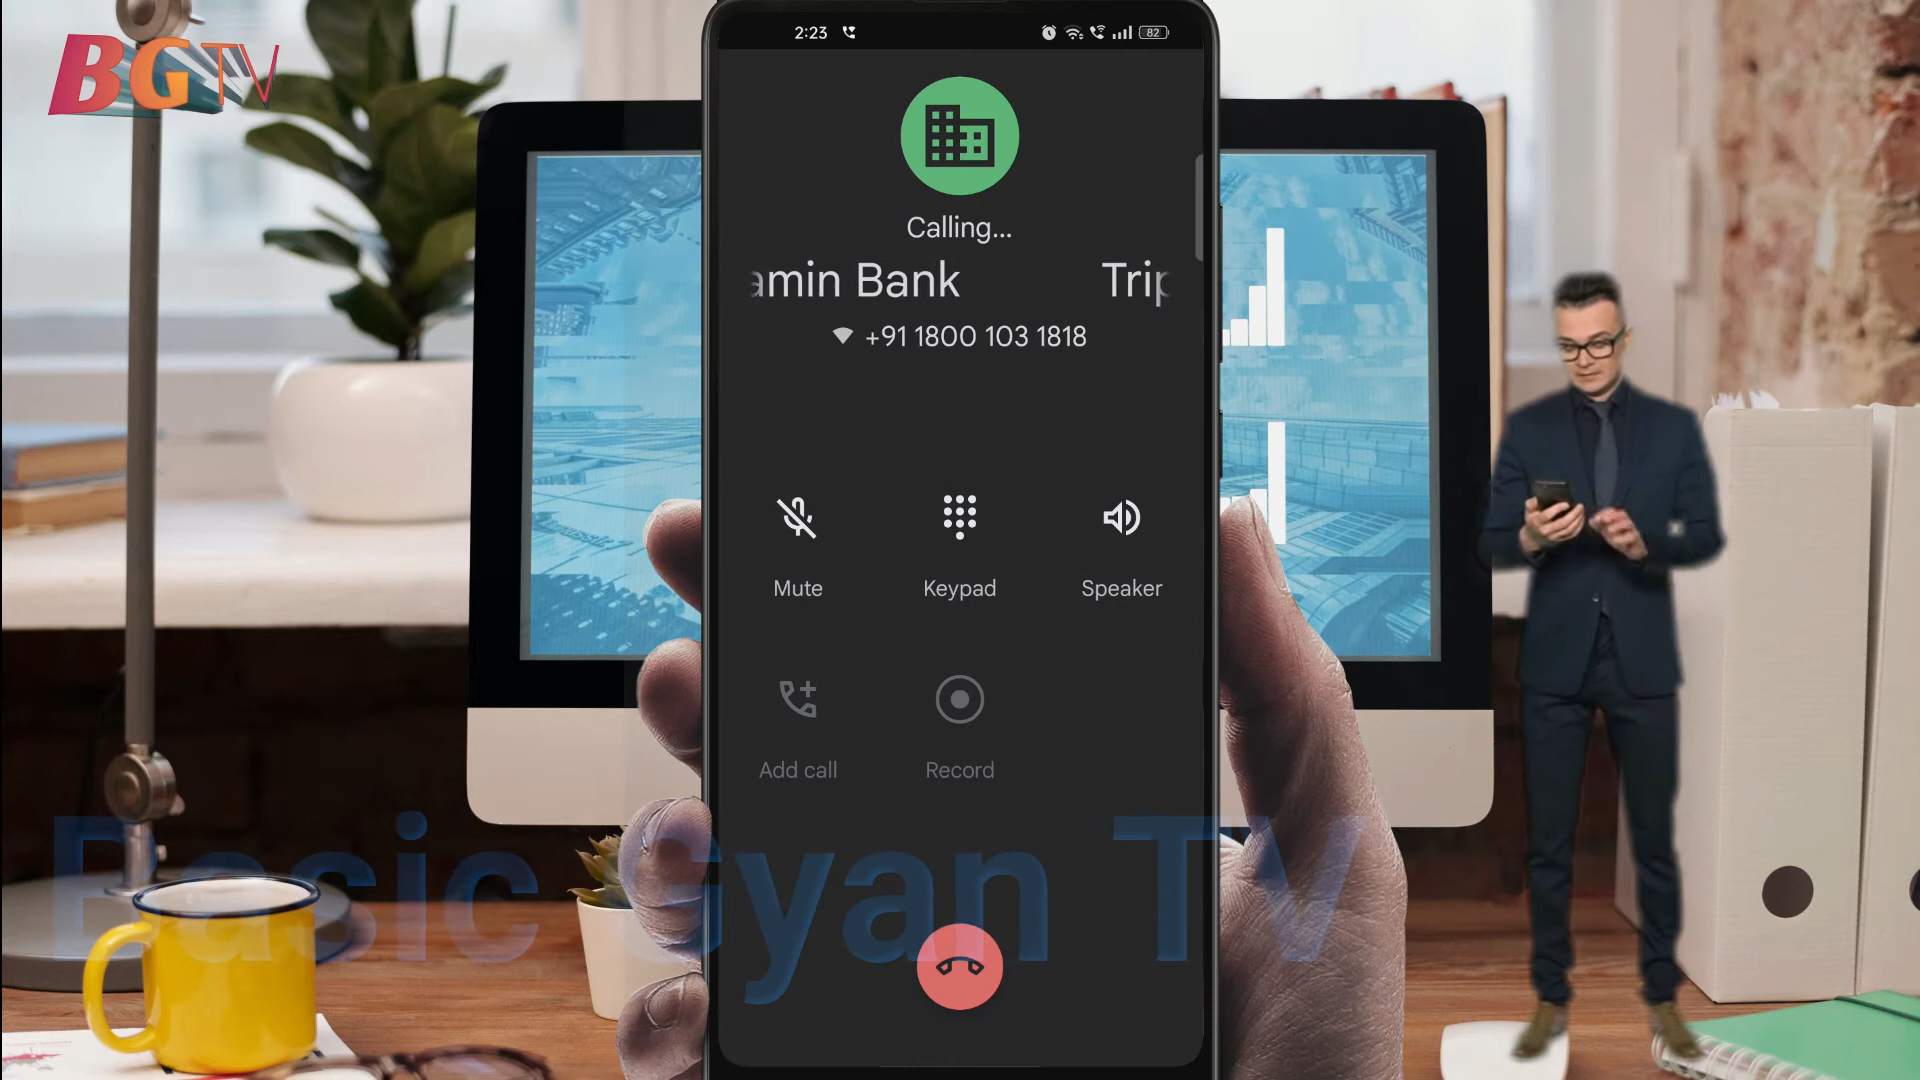 BGTV
2:23
82
Calling...
amin Bank Trip
+91 1800 103 1818
Mute Keypad Speaker
Add call Record
Basic Gyan TV